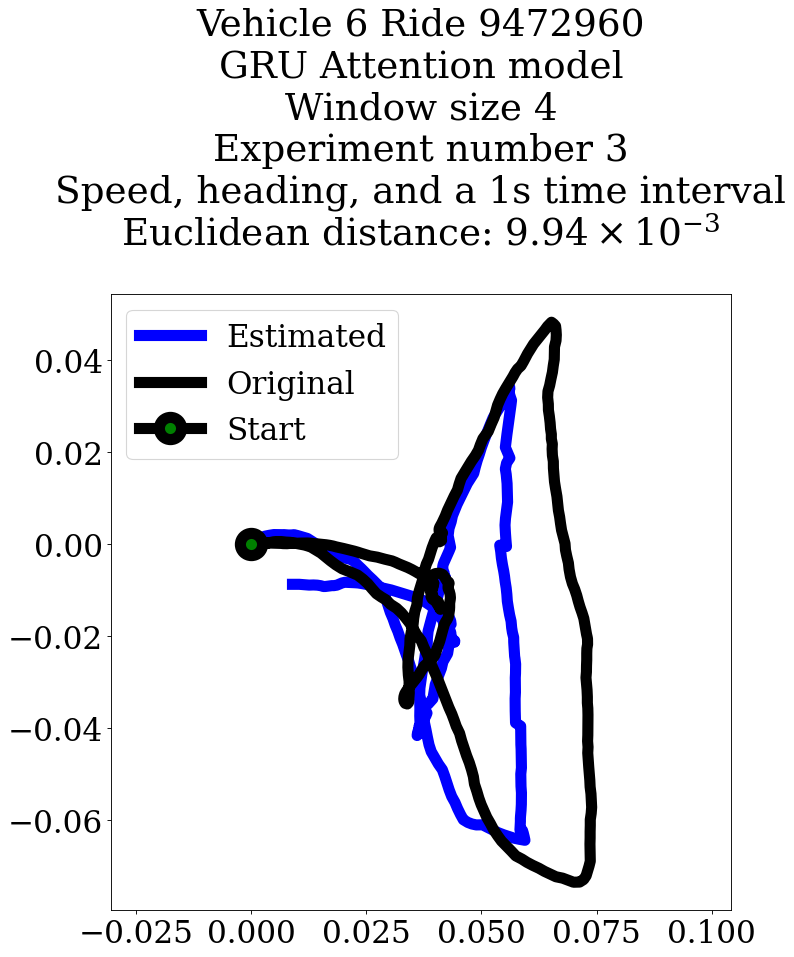 Vehicle 6 Ride 9472960
GRU Attention model
Window size 4
Experiment number 3
Speed, heading, and a 1s time interval
Euclidean distance: 9.94 × 10⁻³
Estimated
Original
Start
0.04
0.02
0.00
−0.02
−0.04
−0.06
−0.025 0.000 0.025 0.050 0.075 0.100